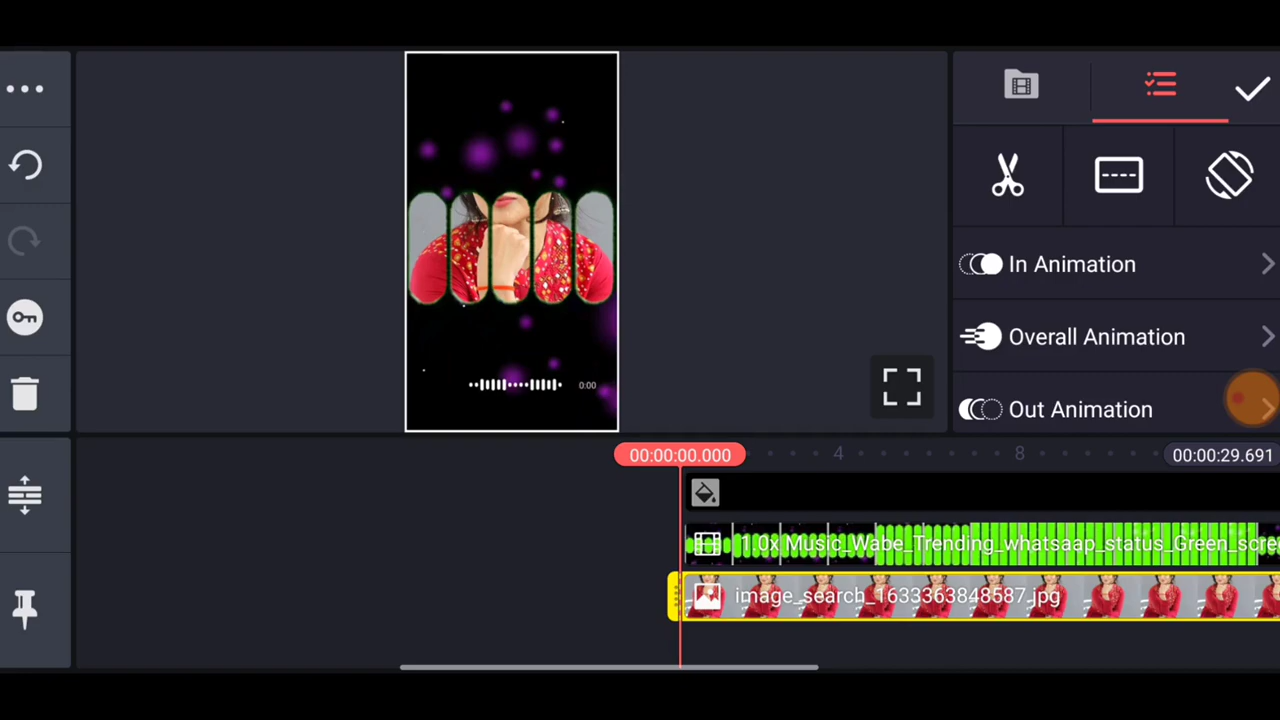 0:00
In Animation
Overall Animation
Out Animation
00:00:00.000
4
8
00:00:29.691
1.0x Music_Wabe_Trending_whatsaap_status_Green_scre
image_search_1633363848587.jpg